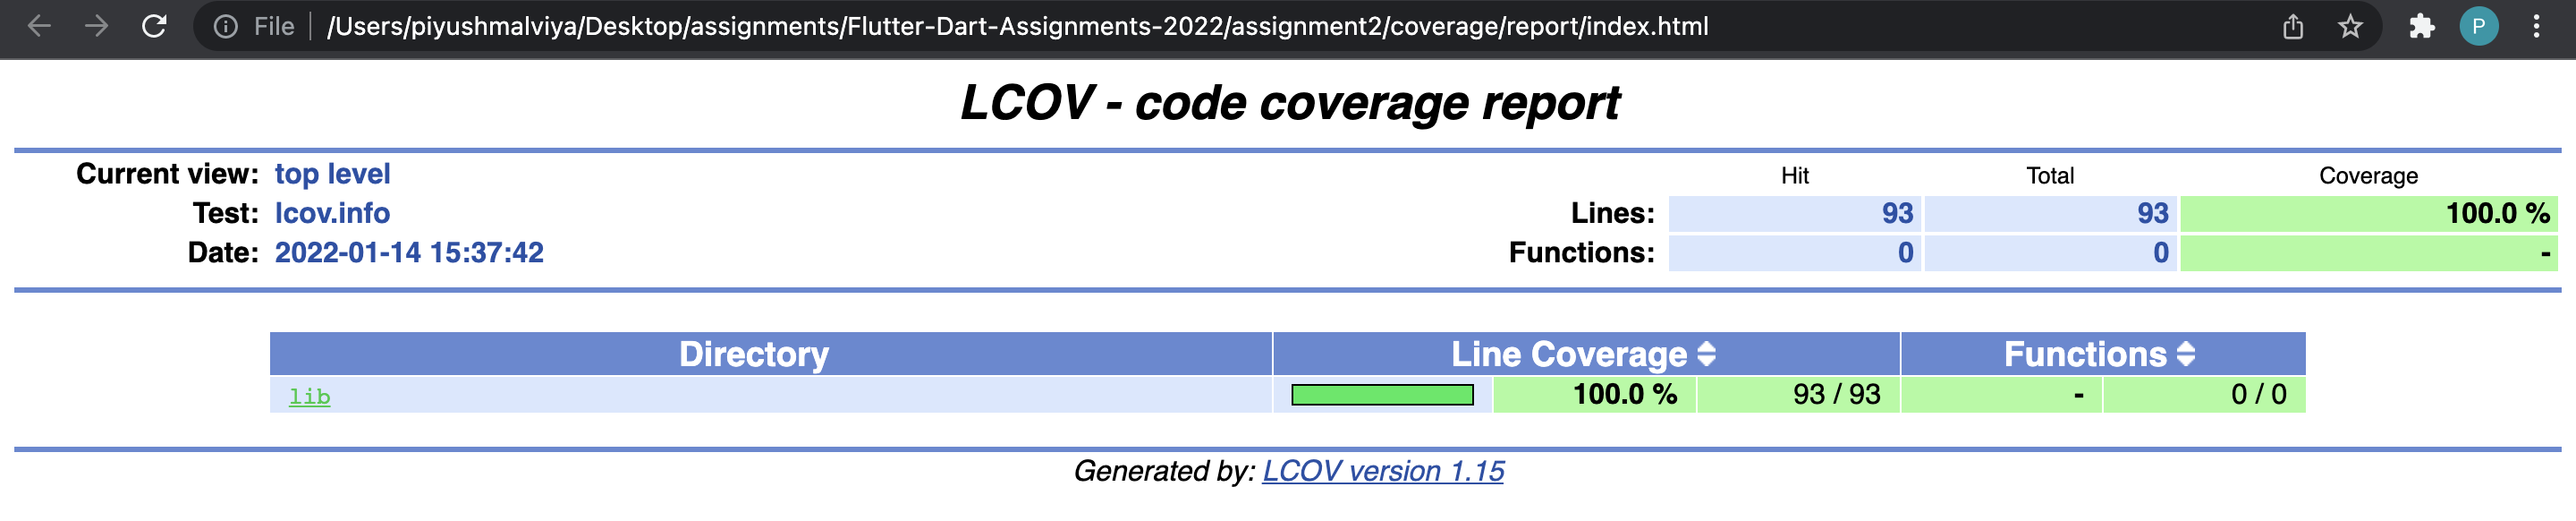 File /Users/piyushmalviya/Desktop/assignments/Flutter-Dart-Assignments-2022/assignment2/coverage/report/index.html P
LCOV - code coverage report
Current view: top level Hit Total Coverage
Test: lcov.info Lines: 93 93 100.0 %
Date: 2022-01-14 15:37:42 Functions: 0 0 -
Directory Line Coverage Functions
lib 100.0 % 93 / 93 - 0 / 0
Generated by: LCOV version 1.15